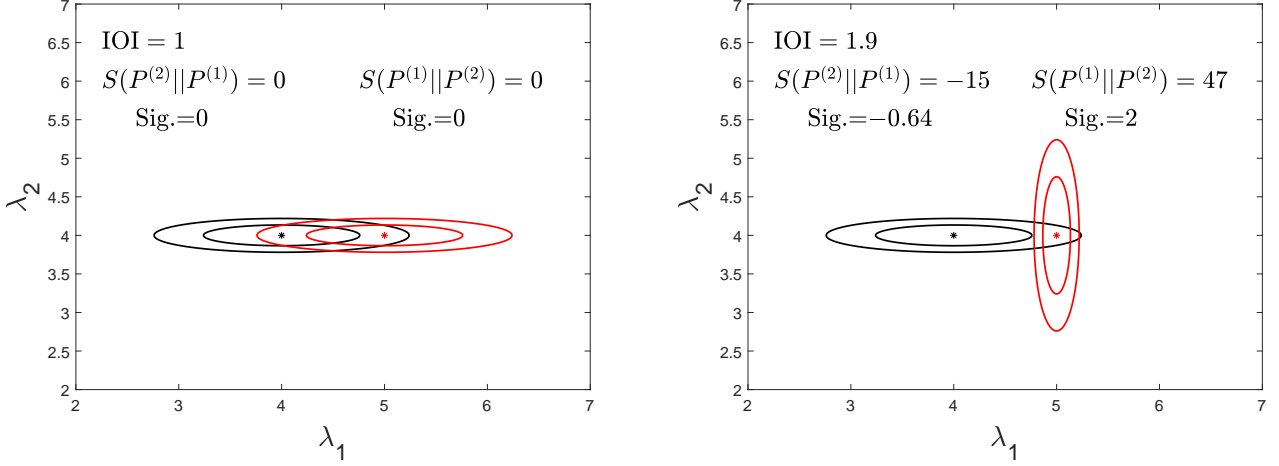 IOI = 1
S(P^(2)||P^(1)) = 0 S(P^(1)||P^(2)) = 0
Sig.=0 Sig.=0
7
6.5
6
5.5
5
4.5
4
3.5
3
2.5
2
λ_2
2 3 4 5 6 7
λ_1
IOI = 1.9
S(P^(2)||P^(1)) = −15 S(P^(1)||P^(2)) = 47
Sig.=−0.64 Sig.=2
7
6.5
6
5.5
5
4.5
4
3.5
3
2.5
2
λ_2
2 3 4 5 6 7
λ_1